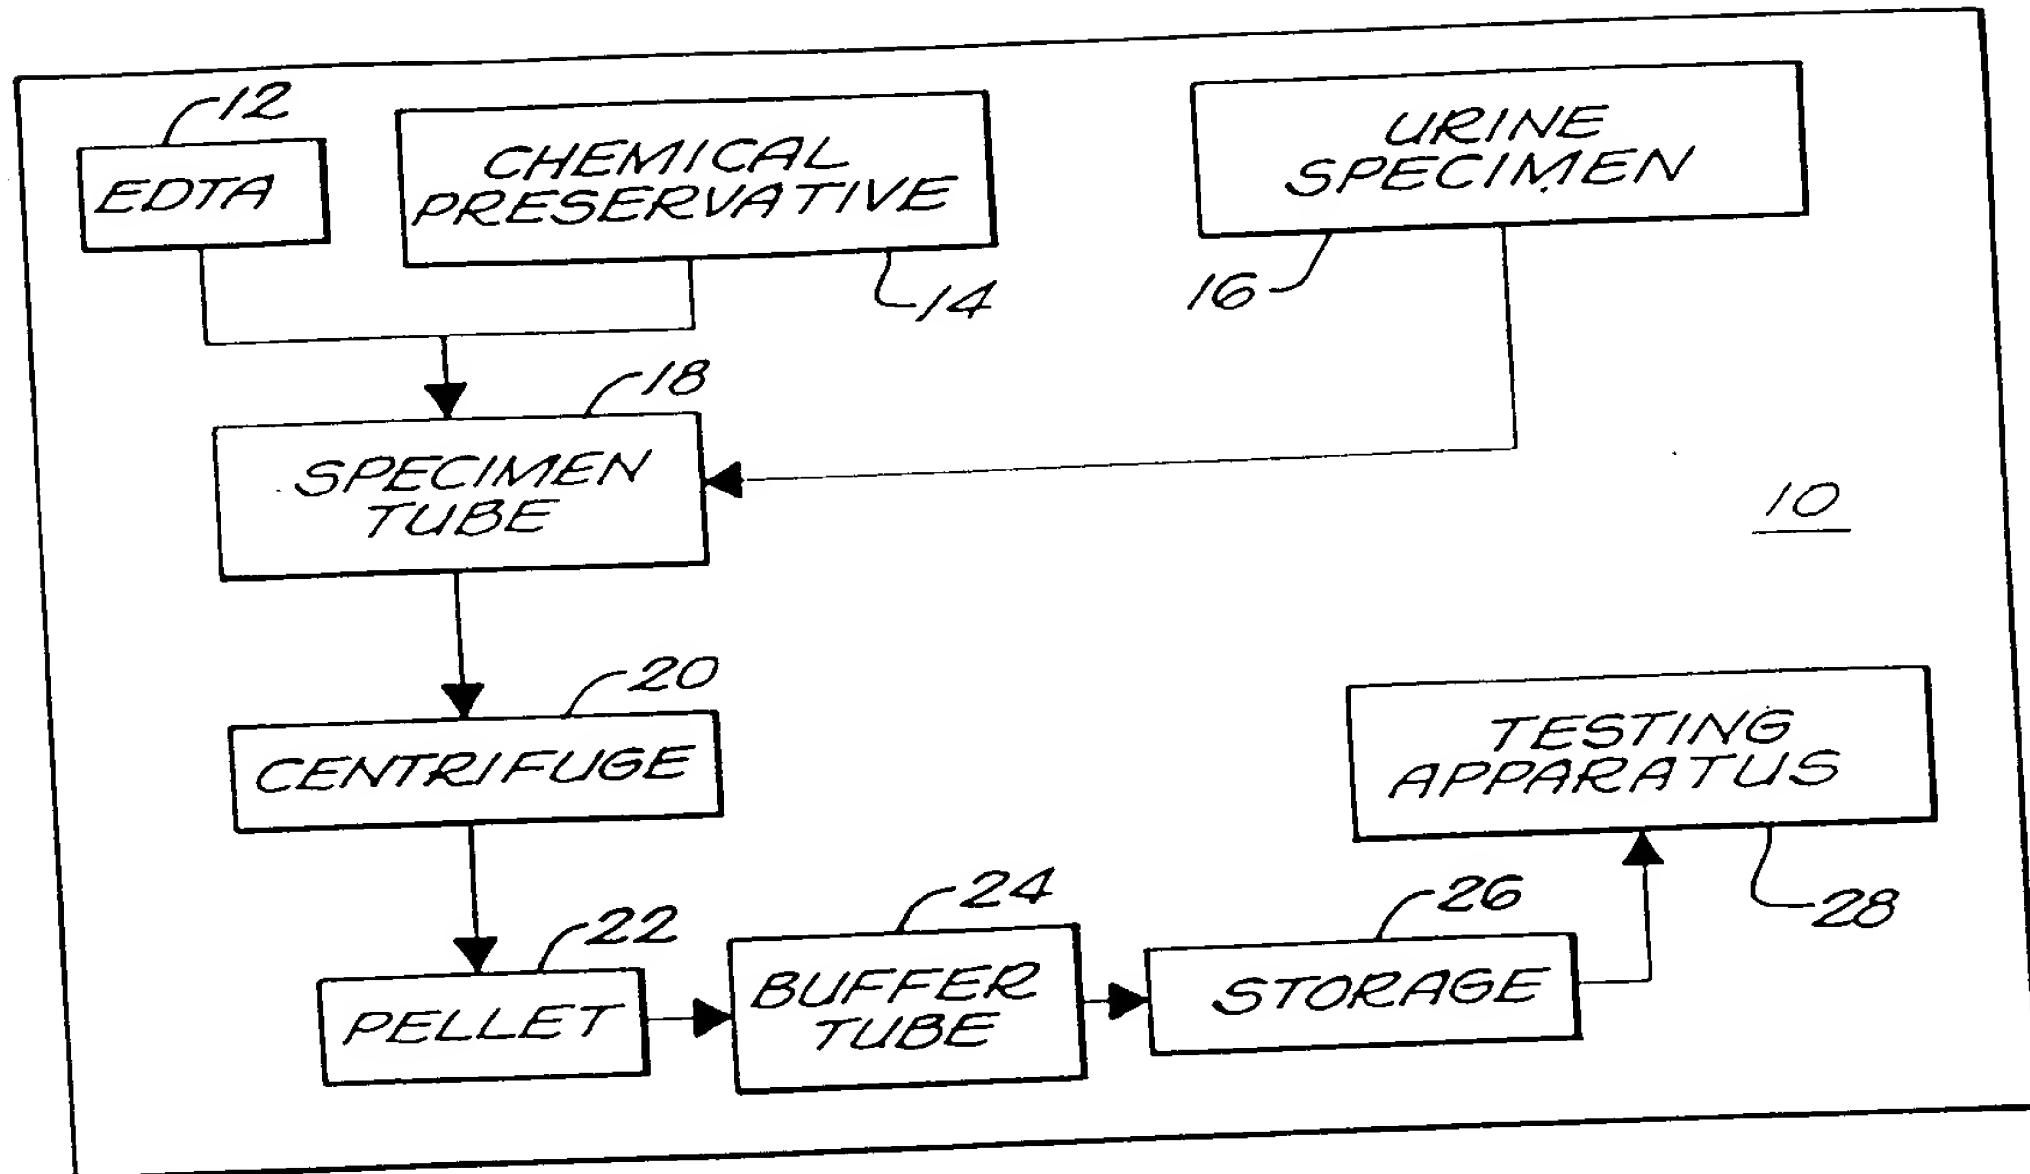 12
EDTA
CHEMICAL
PRESERVATIVE
14
URINE
SPECIMEN
16
18
SPECIMEN
TUBE
10
20
CENTRIFUGE
TESTING
APPARATUS
28
22
PELLET
24
BUFFER
TUBE
26
STORAGE